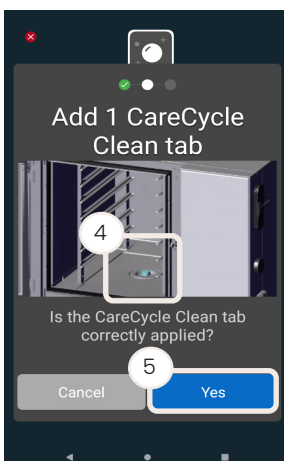 Add 1 CareCycle
Clean tab
4
Is the CareCycle Clean tab
correctly applied?
5
Cancel
Yes